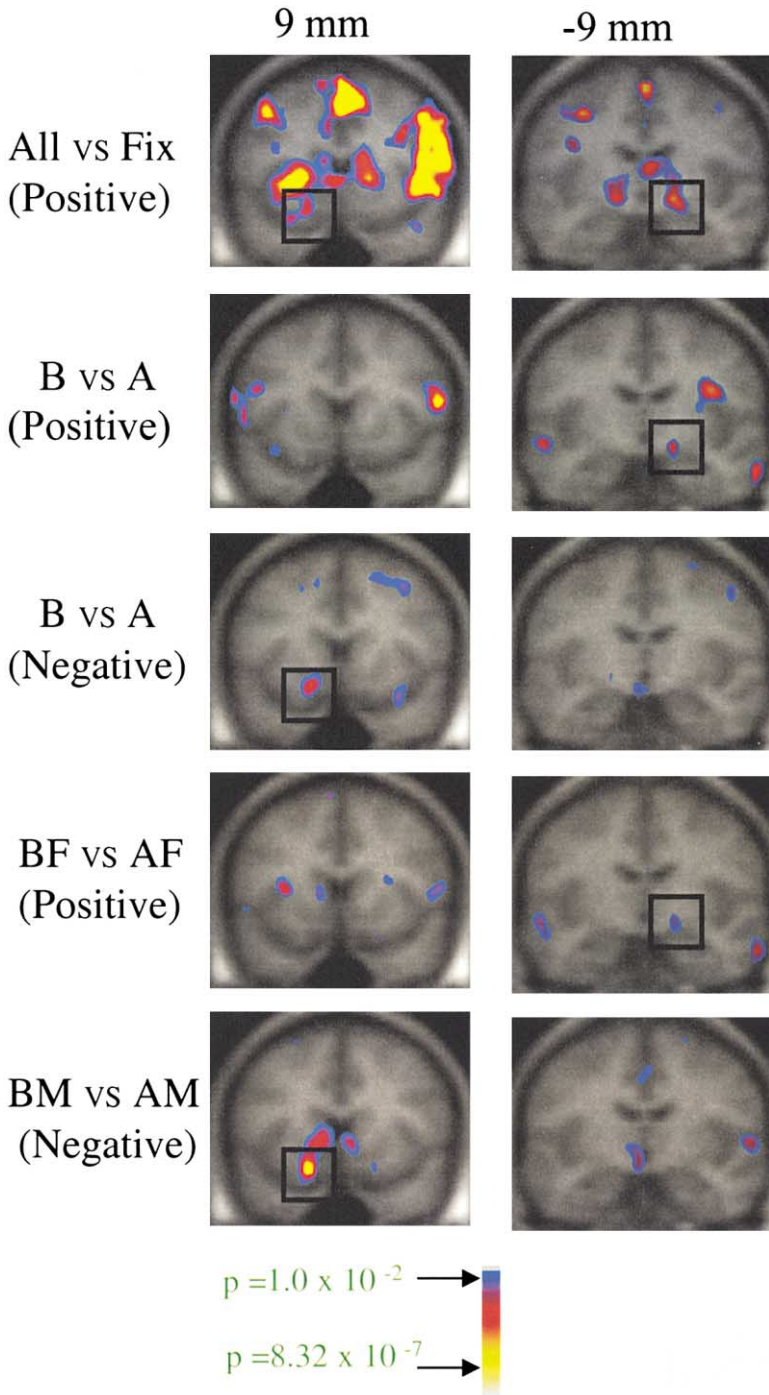 9 mm -9 mm
All vs Fix
(Positive)
B vs A
(Positive)
B vs A
(Negative)
BF vs AF
(Positive)
BM vs AM
(Negative)
p =1.0 x 10 -2
p =8.32 x 10 -7